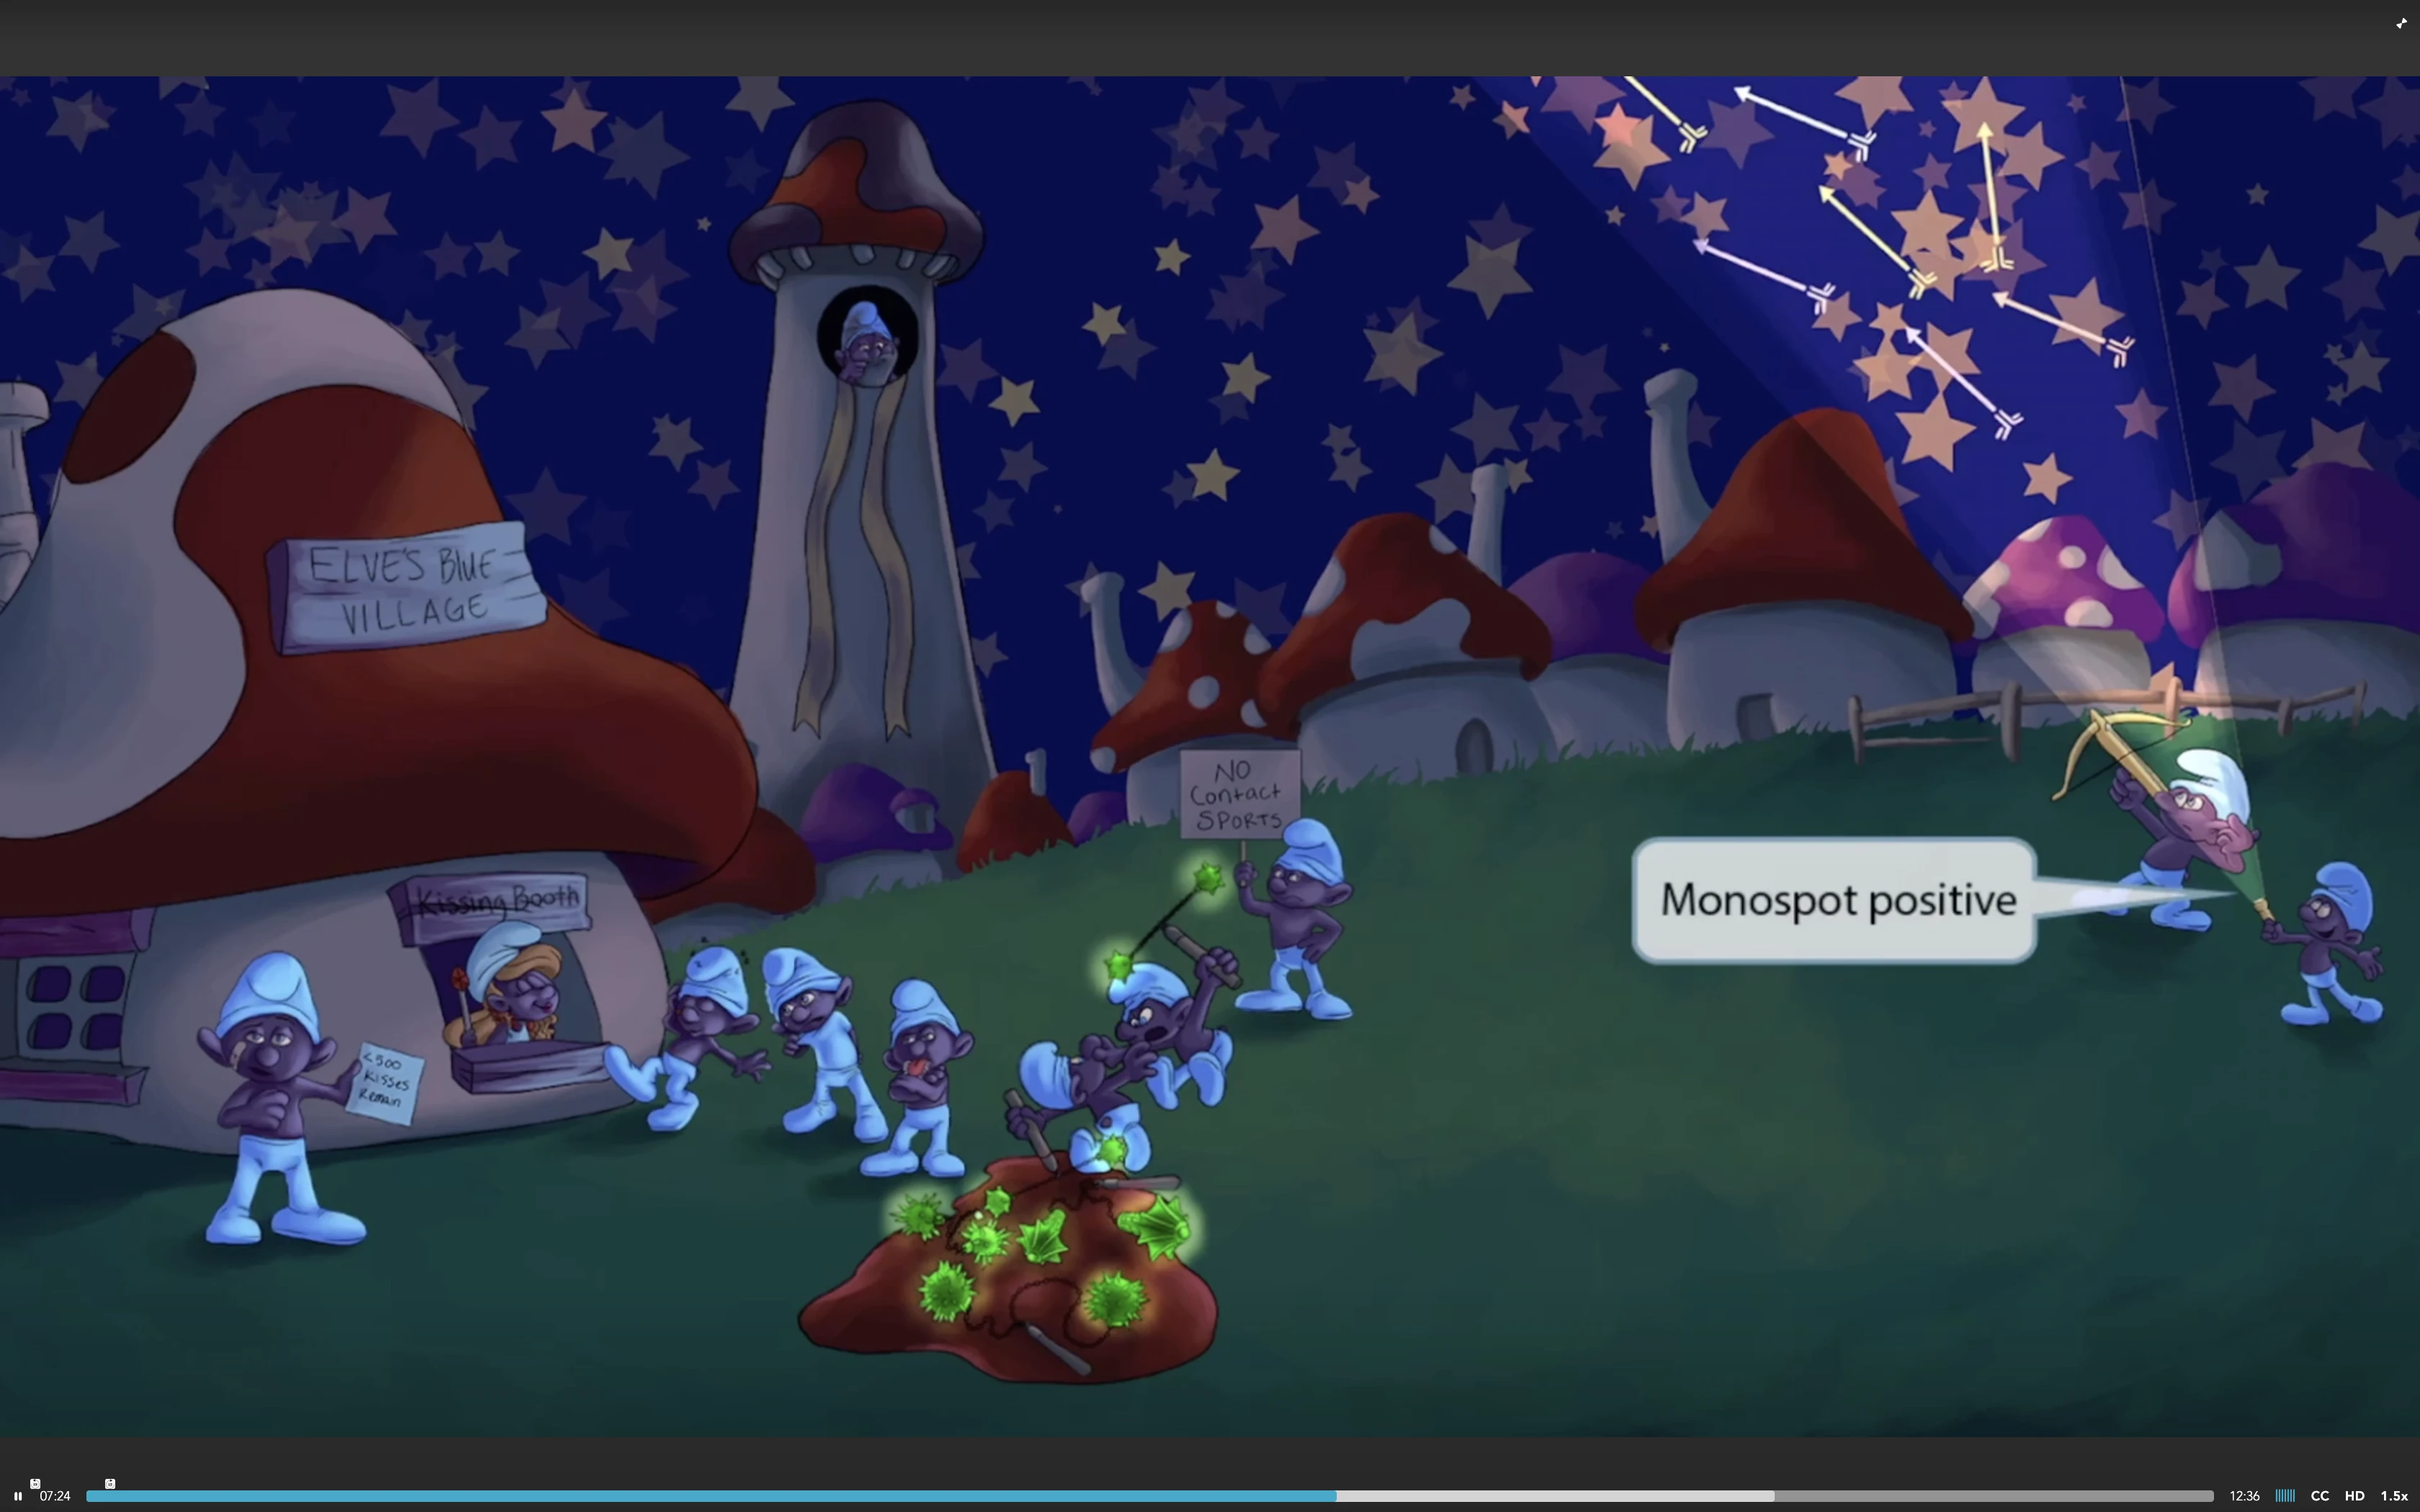 ELVE'S BLUE
VILLAGE
NO
Contact
SPORTS
Kissing Booth
Monospot positive
<500
Kisses
Remain
07:24
12:36
CC
HD
1.5x